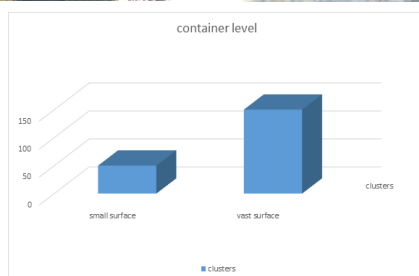 container level
150
100
50
0
small surface
vast surface
clusters
clusters